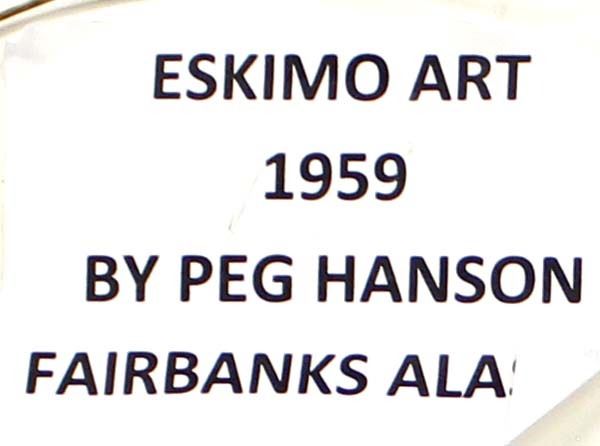 ESKIMO ART
1959
BY PEG HANSON
FAIRBANKS ALA